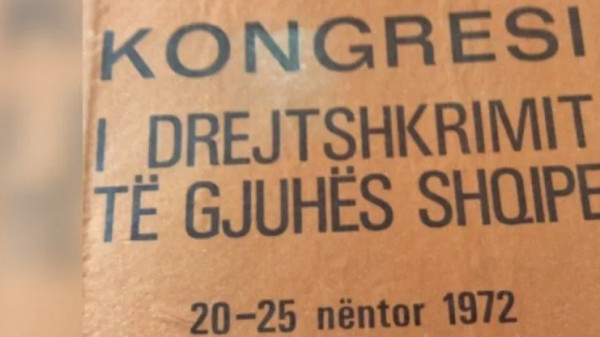 KONGRESI
I DREJTSHKRIMIT
TË GJUHËS SHQIPE
20-25 nëntor 1972